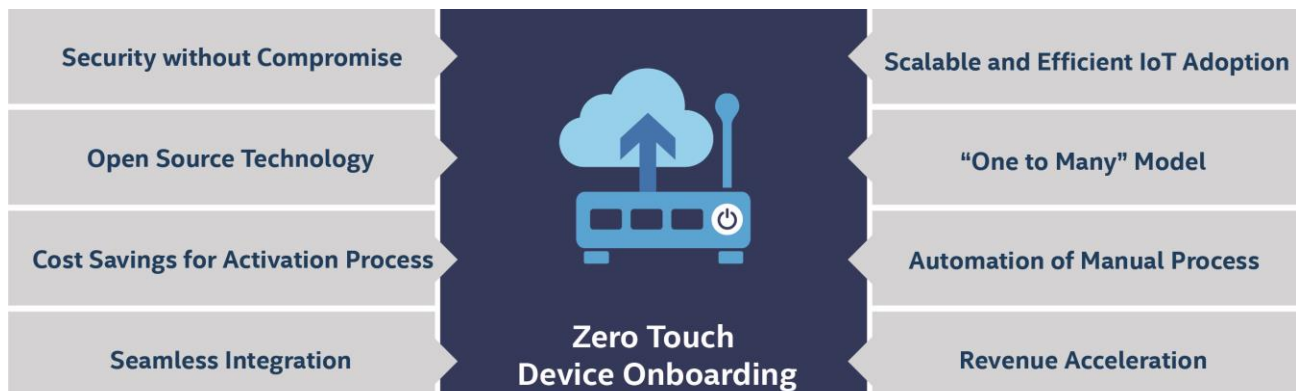 Security without Compromise
Open Source Technology
Cost Savings for Activation Process
Seamless Integration
Zero Touch
Device Onboarding
Scalable and Efficient IoT Adoption
“One to Many” Model
Automation of Manual Process
Revenue Acceleration